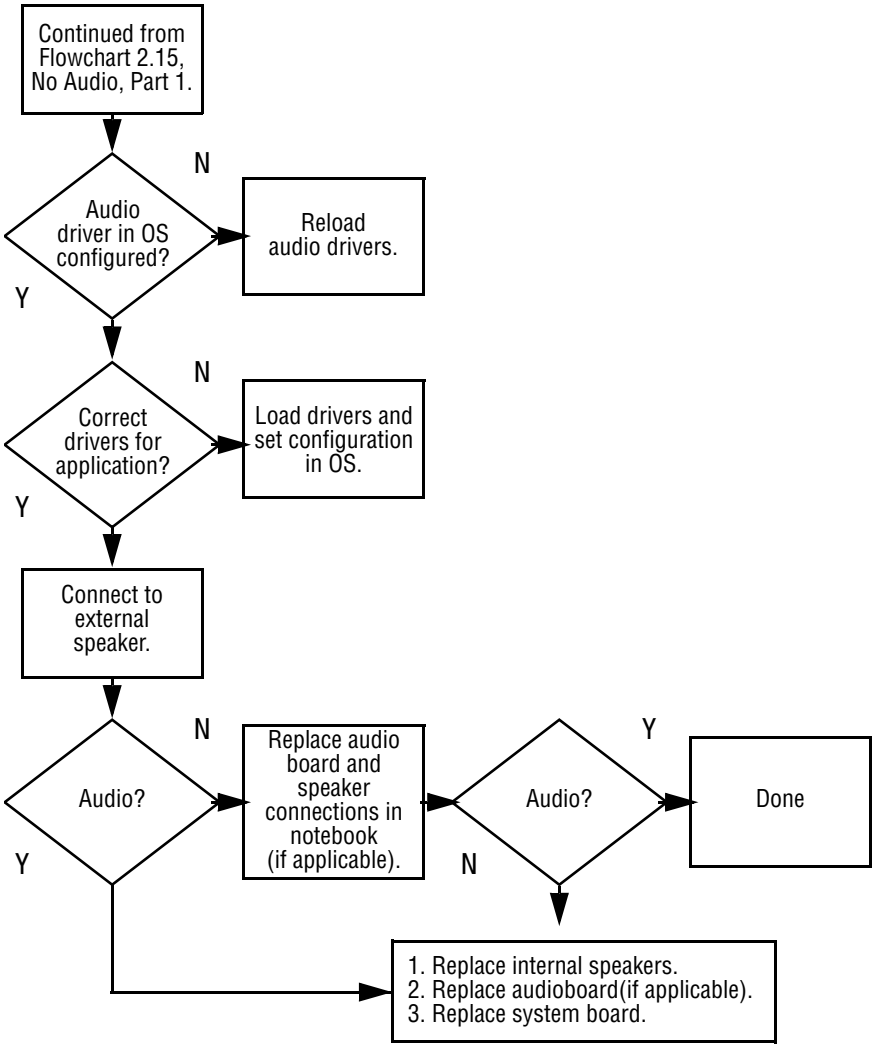 Continued from
Flowchart 2.15,
No Audio, Part 1.
N
Audio
driver in OS
configured?
Reload
audio drivers.
Y
N
Correct
drivers for
application?
Load drivers and
set configuration
in OS.
Y
Connect to
external
speaker.
N
Audio?
Y
Replace audio
board and
speaker
connections in
notebook
(if applicable).
Y
Audio?
N
Done
1. Replace internal speakers.
2. Replace audioboard(if applicable).
3. Replace system board.